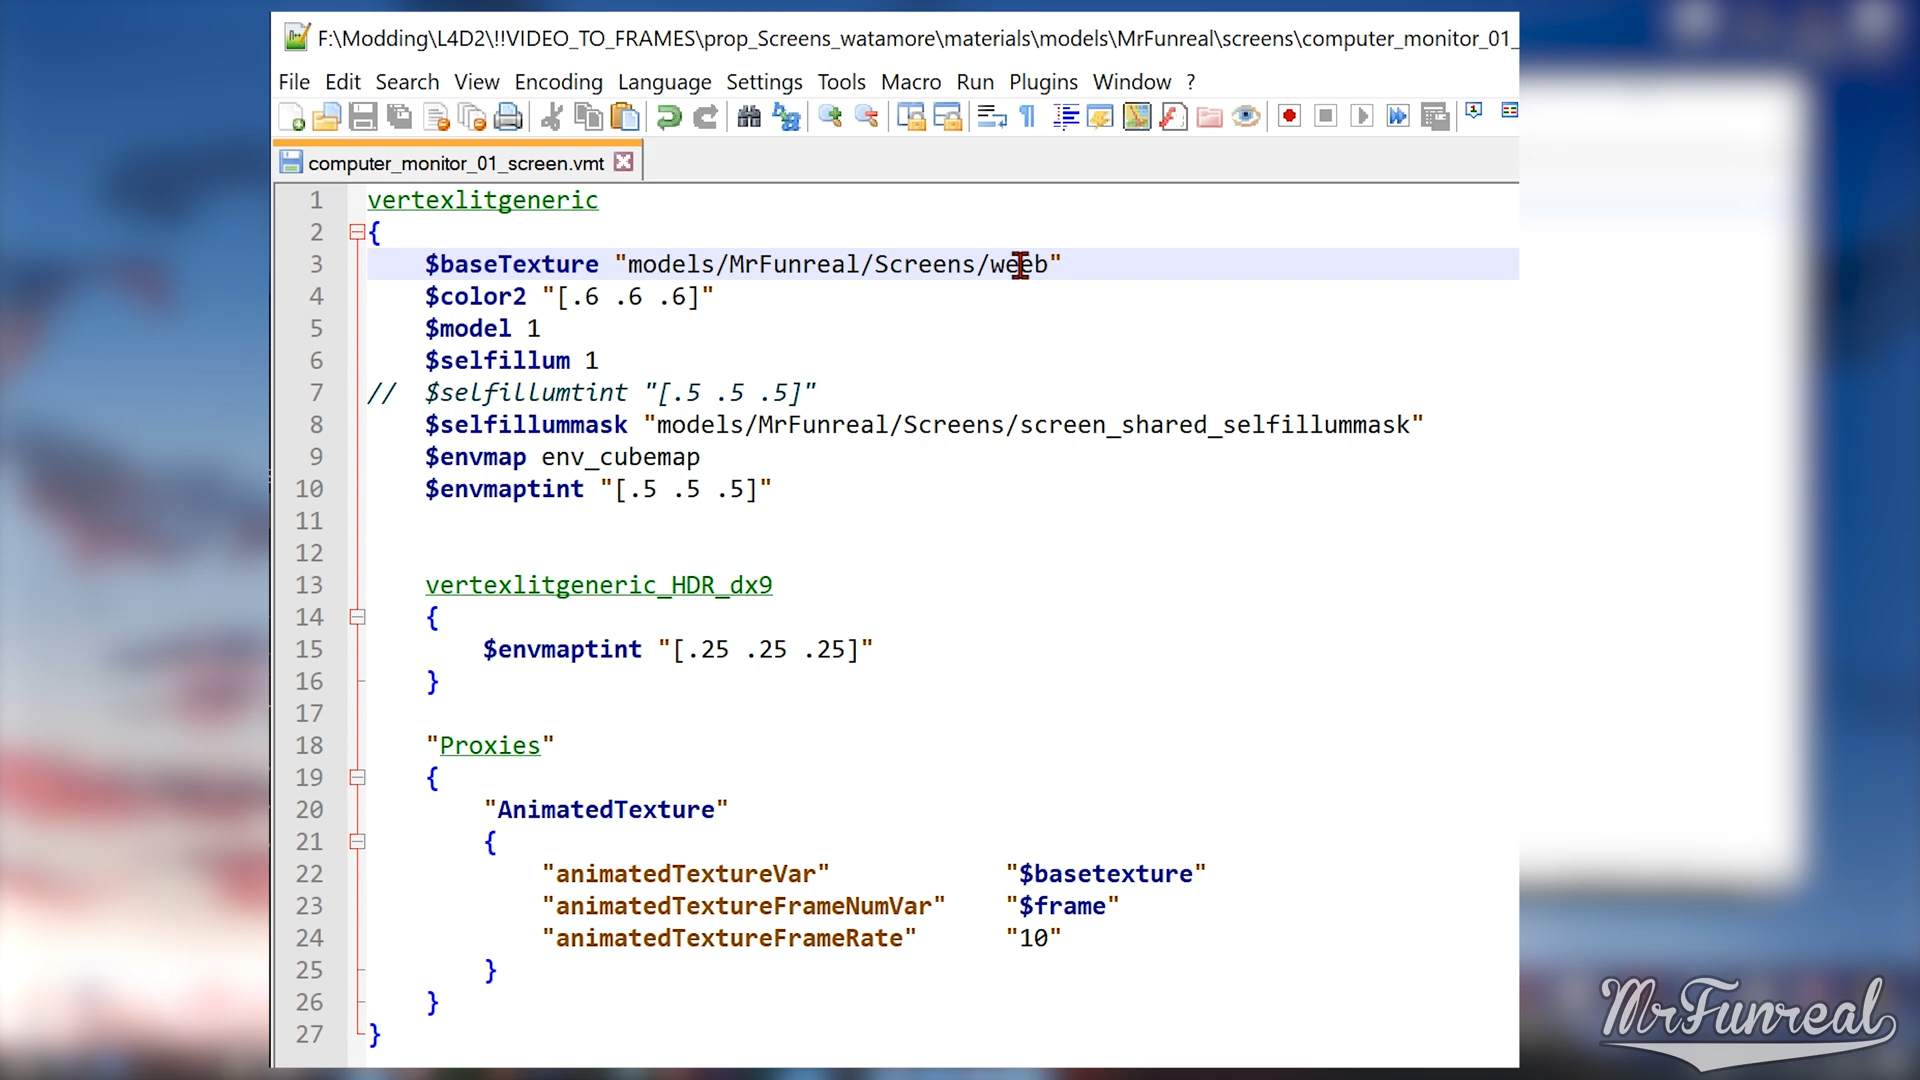 F:\Modding\L4D2\!!VIDEO_TO_FRAMES\prop_Screens_watamore\materials\models\MrFunreal\screens\computer_monitor_01_
File Edit Search View Encoding Language Settings Tools Macro Run Plugins Window ?
computer_monitor_01_screen.vmt
1 vertexlitgeneric
2 {
3 $baseTexture "models/MrFunreal/Screens/weeb"
4 $color2 "[.6 .6 .6]"
5 $model 1
6 $selfillum 1
7 // $selfillumtint "[.5 .5 .5]"
8 $selfillummask "models/MrFunreal/Screens/screen_shared_selfillummask"
9 $envmap env_cubemap
10 $envmaptint "[.5 .5 .5]"
11
12
13 vertexlitgeneric_HDR_dx9
14 {
15 $envmaptint "[.25 .25 .25]"
16 }
17
18 "Proxies"
19 {
20 "AnimatedTexture"
21 {
22 "animatedTextureVar" "$basetexture"
23 "animatedTextureFrameNumVar" "$frame"
24 "animatedTextureFrameRate" "10"
25 }
26 }
27 }
MrFunreal